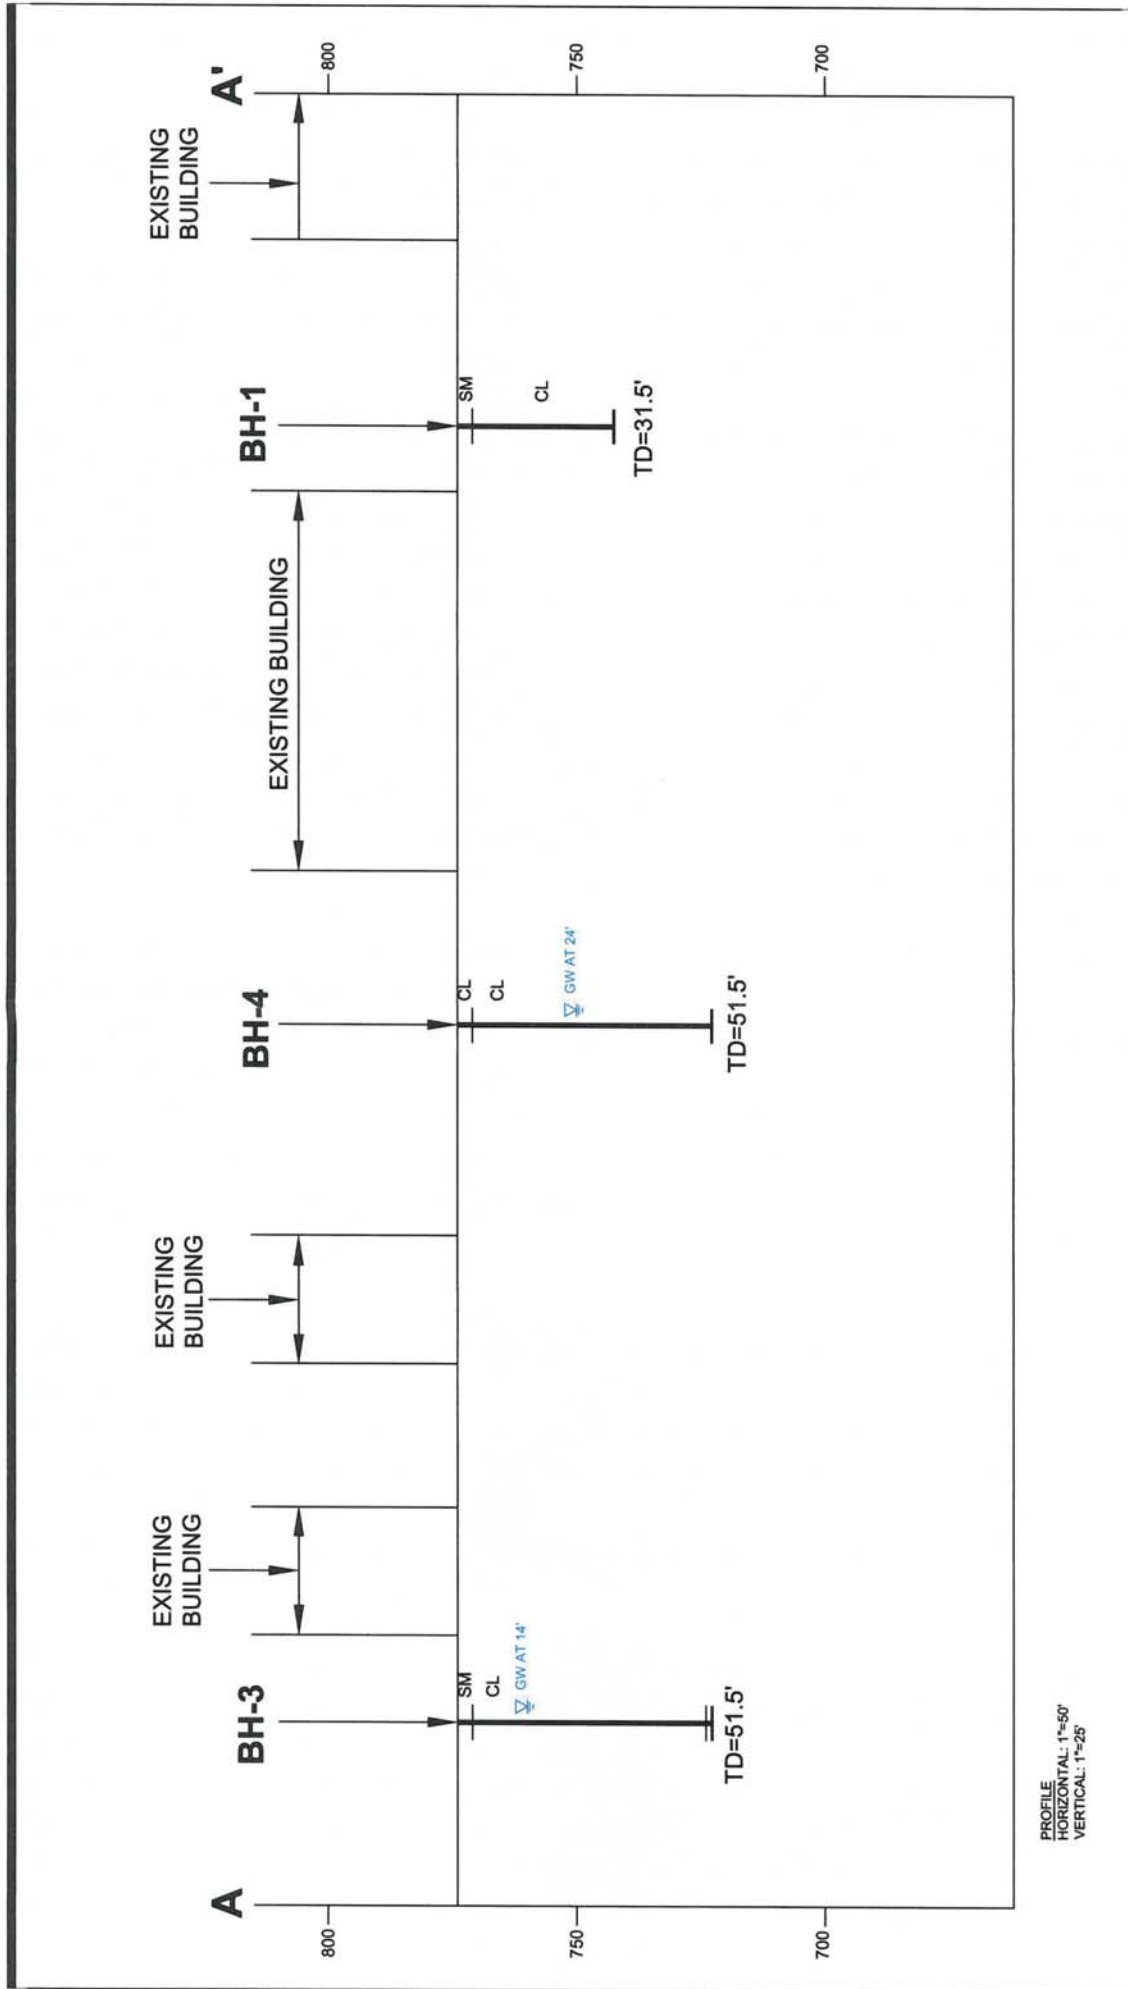 A
A'
EXISTING
BUILDING
EXISTING
BUILDING
EXISTING BUILDING
EXISTING
BUILDING
BH-3
BH-4
BH-1
800
800
SM
CL
GW AT 14'
CL
CL
GW AT 24'
SM
CL
750
750
TD=51.5'
TD=51.5'
TD=31.5'
700
700
PROFILE
HORIZONTAL: 1"=50'
VERTICAL: 1"=25'